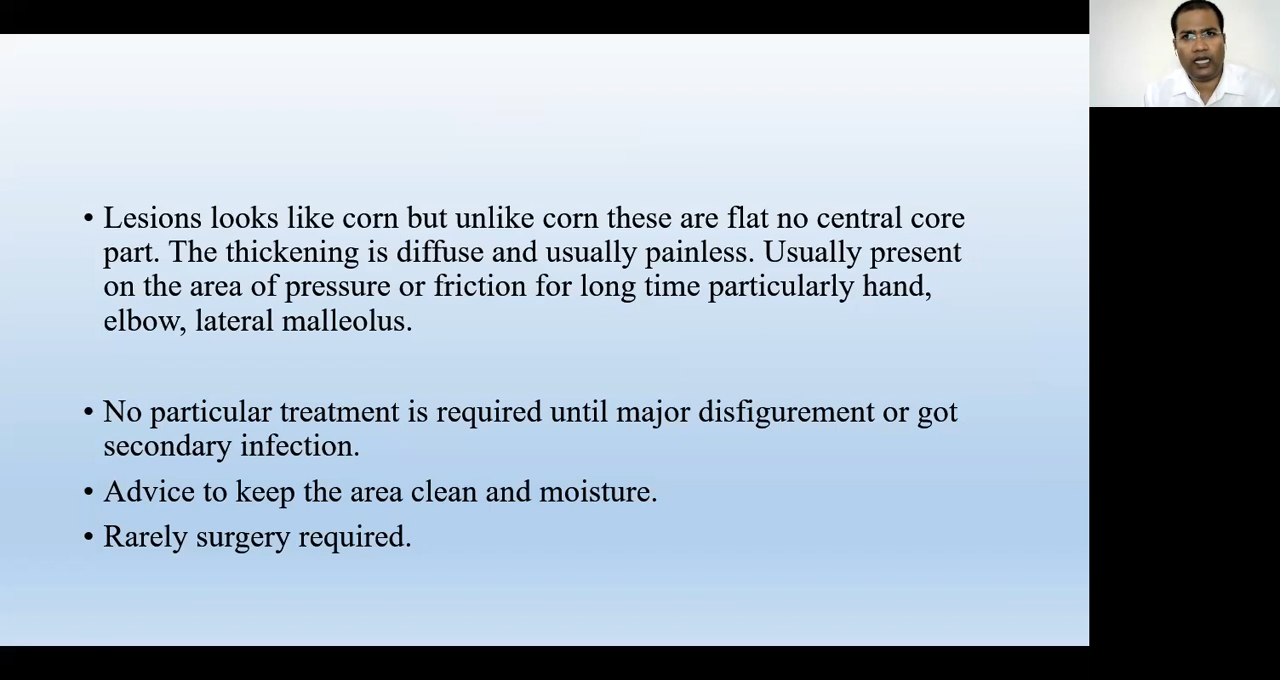 • Lesions looks like corn but unlike corn these are flat no central core
part. The thickening is diffuse and usually painless. Usually present
on the area of pressure or friction for long time particularly hand,
elbow, lateral malleolus.
• No particular treatment is required until major disfigurement or got
secondary infection.
• Advice to keep the area clean and moisture.
• Rarely surgery required.